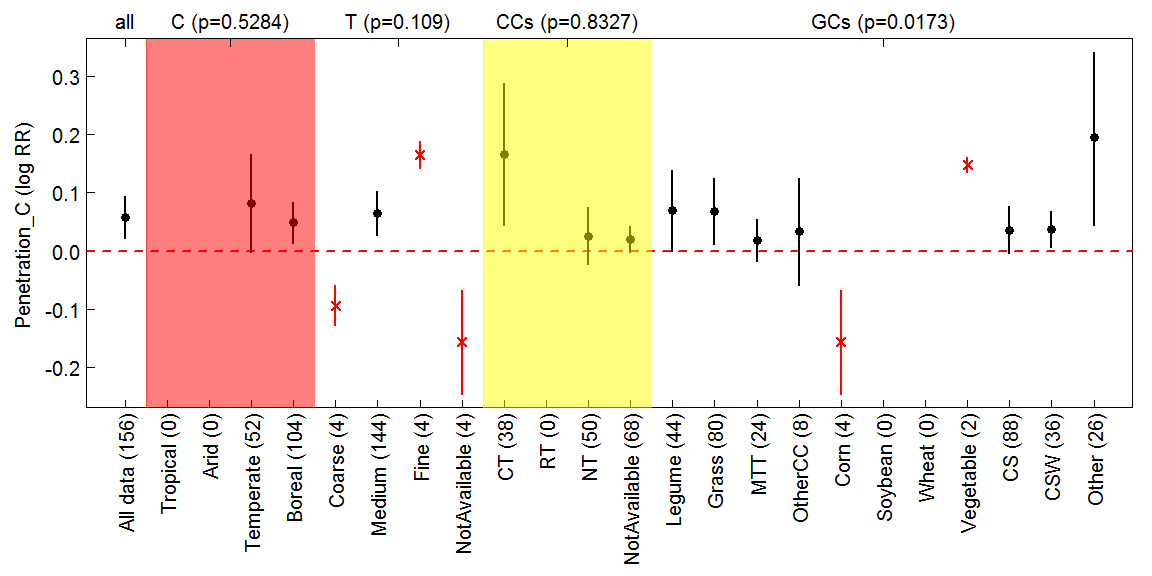 all
C (p=0.5284)
T (p=0.109)
CCs (p=0.8327)
GCs (p=0.0173)
Penetration_C (log RR)
0.3
0.2
0.1
0.0
-0.1
-0.2
All data (156)
Tropical (0)
Arid (0)
Temperate (52)
Boreal (104)
Coarse (4)
Medium (144)
Fine (4)
NotAvailable (4)
CT (38)
RT (0)
NT (50)
NotAvailable (68)
Legume (44)
Grass (80)
MTT (24)
OtherCC (8)
Corn (4)
Soybean (0)
Wheat (0)
Vegetable (2)
CS (88)
CSW (36)
Other (26)